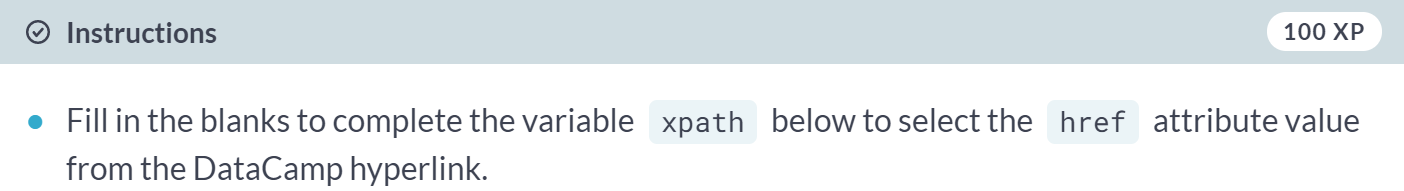 Instructions
100 XP
Fill in the blanks to complete the variable xpath below to select the href attribute value
from the DataCamp hyperlink.